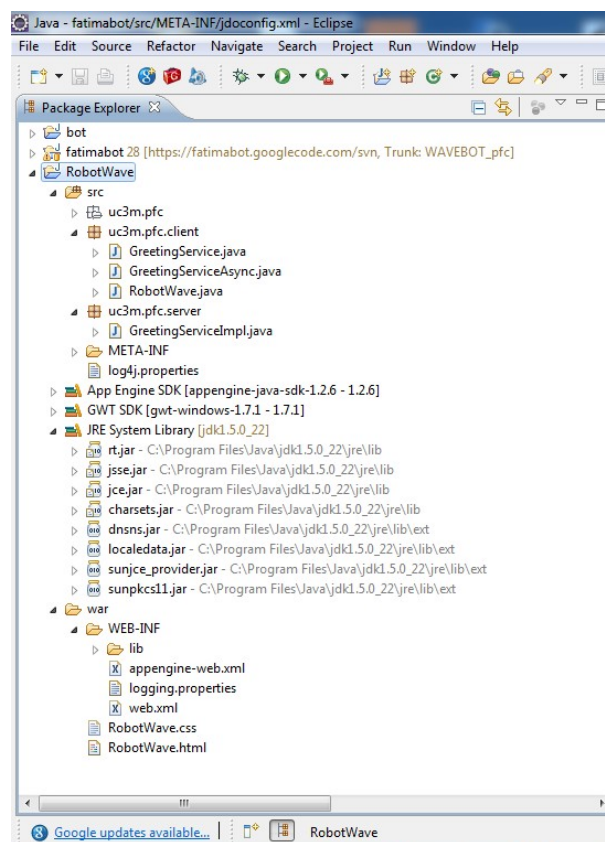 Java - fatimabot/src/META-INF/jdoconfig.xml - Eclipse
File Edit Source Refactor Navigate Search Project Run Window Help
Package Explorer
bot
fatimabot 28 [https://fatimabot.googlecode.com/svn, Trunk: WAVEBOT_pfc]
RobotWave
src
uc3m.pfc
uc3m.pfc.client
GreetingService.java
GreetingServiceAsync.java
RobotWave.java
uc3m.pfc.server
GreetingServiceImpl.java
META-INF
log4j.properties
App Engine SDK [appengine-java-sdk-1.2.6 - 1.2.6]
GWT SDK [gwt-windows-1.7.1 - 1.7.1]
JRE System Library [jdk1.5.0_22]
rt.jar - C:\Program Files\Java\jdk1.5.0_22\jre\lib
jsse.jar - C:\Program Files\Java\jdk1.5.0_22\jre\lib
jce.jar - C:\Program Files\Java\jdk1.5.0_22\jre\lib
charsets.jar - C:\Program Files\Java\jdk1.5.0_22\jre\lib
dnsns.jar - C:\Program Files\Java\jdk1.5.0_22\jre\lib\ext
localedata.jar - C:\Program Files\Java\jdk1.5.0_22\jre\lib\ext
sunjce_provider.jar - C:\Program Files\Java\jdk1.5.0_22\jre\lib\ext
sunpkcs11.jar - C:\Program Files\Java\jdk1.5.0_22\jre\lib\ext
war
WEB-INF
lib
appengine-web.xml
logging.properties
web.xml
RobotWave.css
RobotWave.html
Google updates available... RobotWave